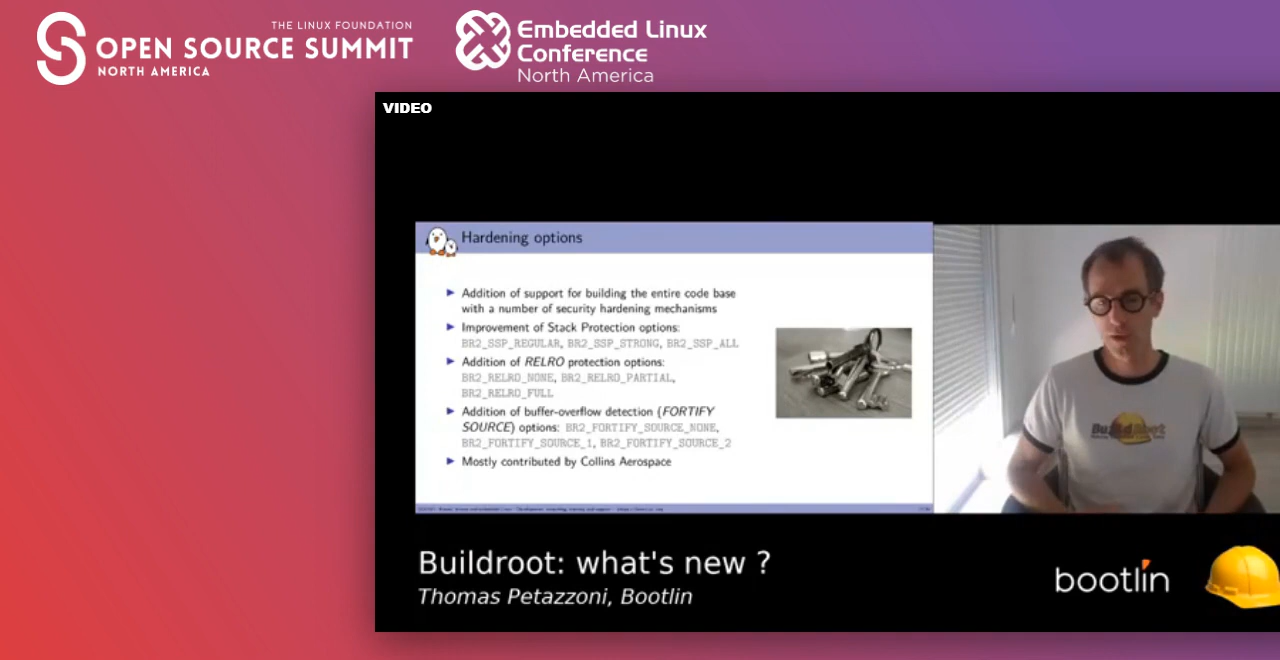 THE LINUX FOUNDATION
OPEN SOURCE SUMMIT
NORTH AMERICA
Embedded Linux
Conference
North America
VIDEO
Hardening options
▶ Addition of support for building the entire code base
with a number of security hardening mechanisms
▶ Improvement of Stack Protection options:
BR2_SSP_REGULAR, BR2_SSP_STRONG, BR2_SSP_ALL
▶ Addition of RELRO protection options:
BR2_RELRO_NONE, BR2_RELRO_PARTIAL,
BR2_RELRO_FULL
▶ Addition of buffer-overflow detection (FORTIFY
SOURCE) options: BR2_FORTIFY_SOURCE_NONE,
BR2_FORTIFY_SOURCE_1, BR2_FORTIFY_SOURCE_2
▶ Mostly contributed by Collins Aerospace
Buildroot
Buildroot: what's new ?
Thomas Petazzoni, Bootlin
bootlin